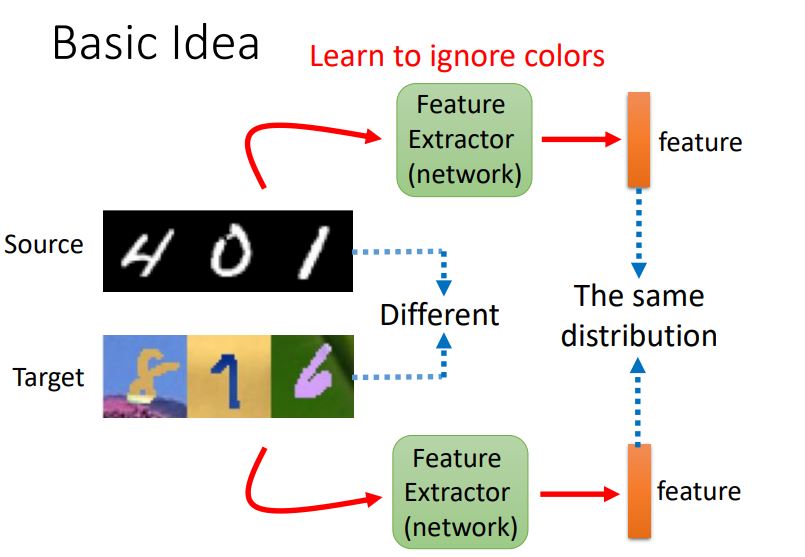 Basic Idea
Learn to ignore colors
Feature
Extractor
(network)
feature
Source
4 0 1
Different
The same
distribution
Target
8 1 6
Feature
Extractor
(network)
feature